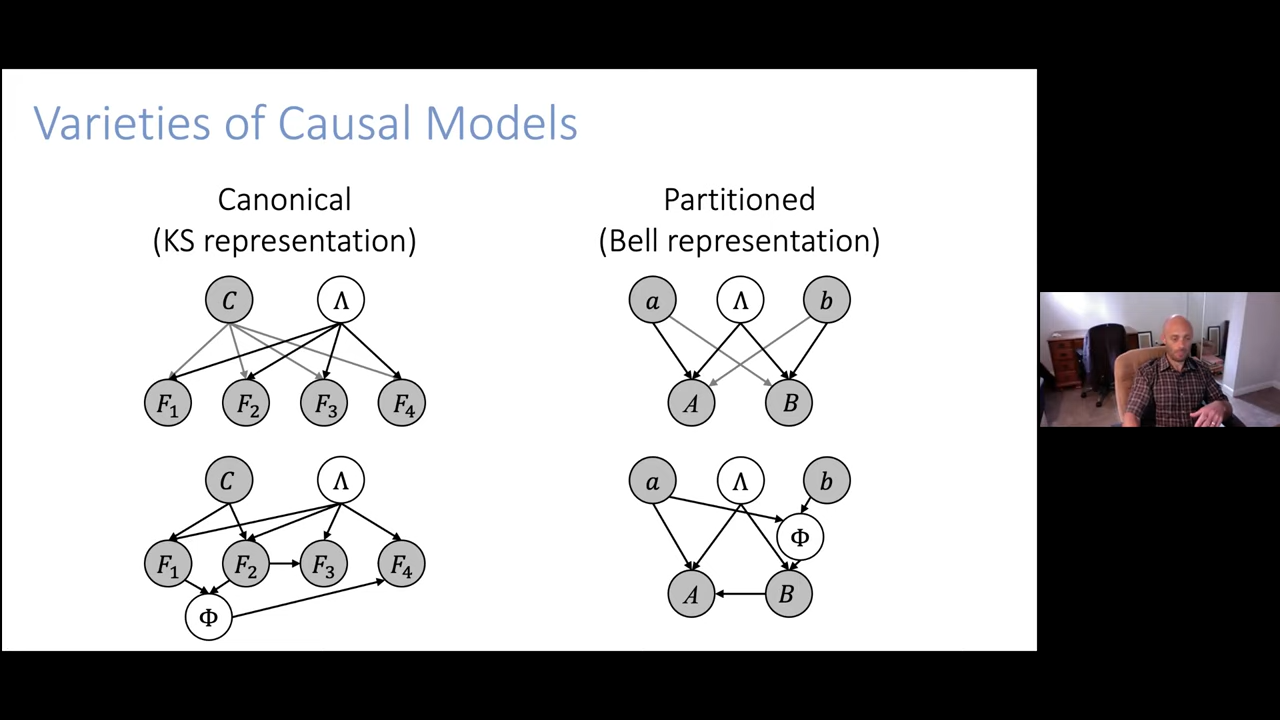 Varieties of Causal Models
Canonical
(KS representation)
C Λ
F₁ F₂ F₃ F₄
C Λ
F₁ F₂ F₃ F₄
Φ
Partitioned
(Bell representation)
a Λ b
A B
a Λ b
Φ
A B